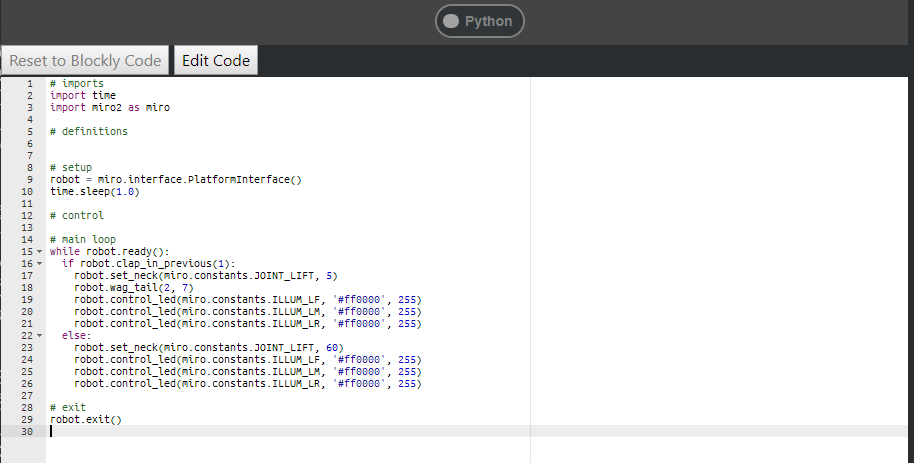 Python
Reset to Blockly Code Edit Code
1 # imports
2 import time
3 import miro2 as miro
4
5 # definitions
6
7
8 # setup
9 robot = miro.interface.PlatformInterface()
10 time.sleep(1.0)
11
12 # control
13
14 # main loop
15 while robot.ready():
16 if robot.clap_in_previous(1):
17 robot.set_neck(miro.constants.JOINT_LIFT, 5)
18 robot.wag_tail(2, 7)
19 robot.control_led(miro.constants.ILLUM_LF, '#ff0000', 255)
20 robot.control_led(miro.constants.ILLUM_LM, '#ff0000', 255)
21 robot.control_led(miro.constants.ILLUM_LR, '#ff0000', 255)
22 else:
23 robot.set_neck(miro.constants.JOINT_LIFT, 60)
24 robot.control_led(miro.constants.ILLUM_LF, '#ff0000', 255)
25 robot.control_led(miro.constants.ILLUM_LM, '#ff0000', 255)
26 robot.control_led(miro.constants.ILLUM_LR, '#ff0000', 255)
27
28 # exit
29 robot.exit()
30